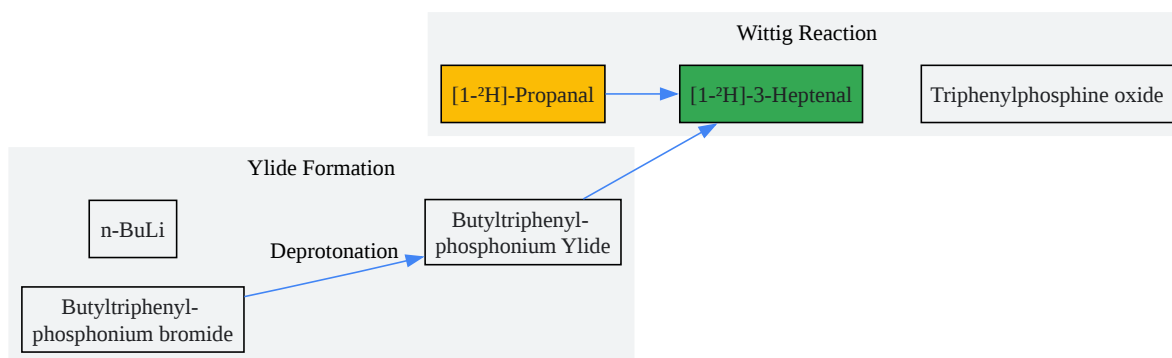 Wittig Reaction
[1-²H]-Propanal
[1-²H]-3-Heptenal
Triphenylphosphine oxide
Ylide Formation
n-BuLi
Butyltriphenyl-
phosphonium Ylide
Deprotonation
Butyltriphenyl-
phosphonium bromide